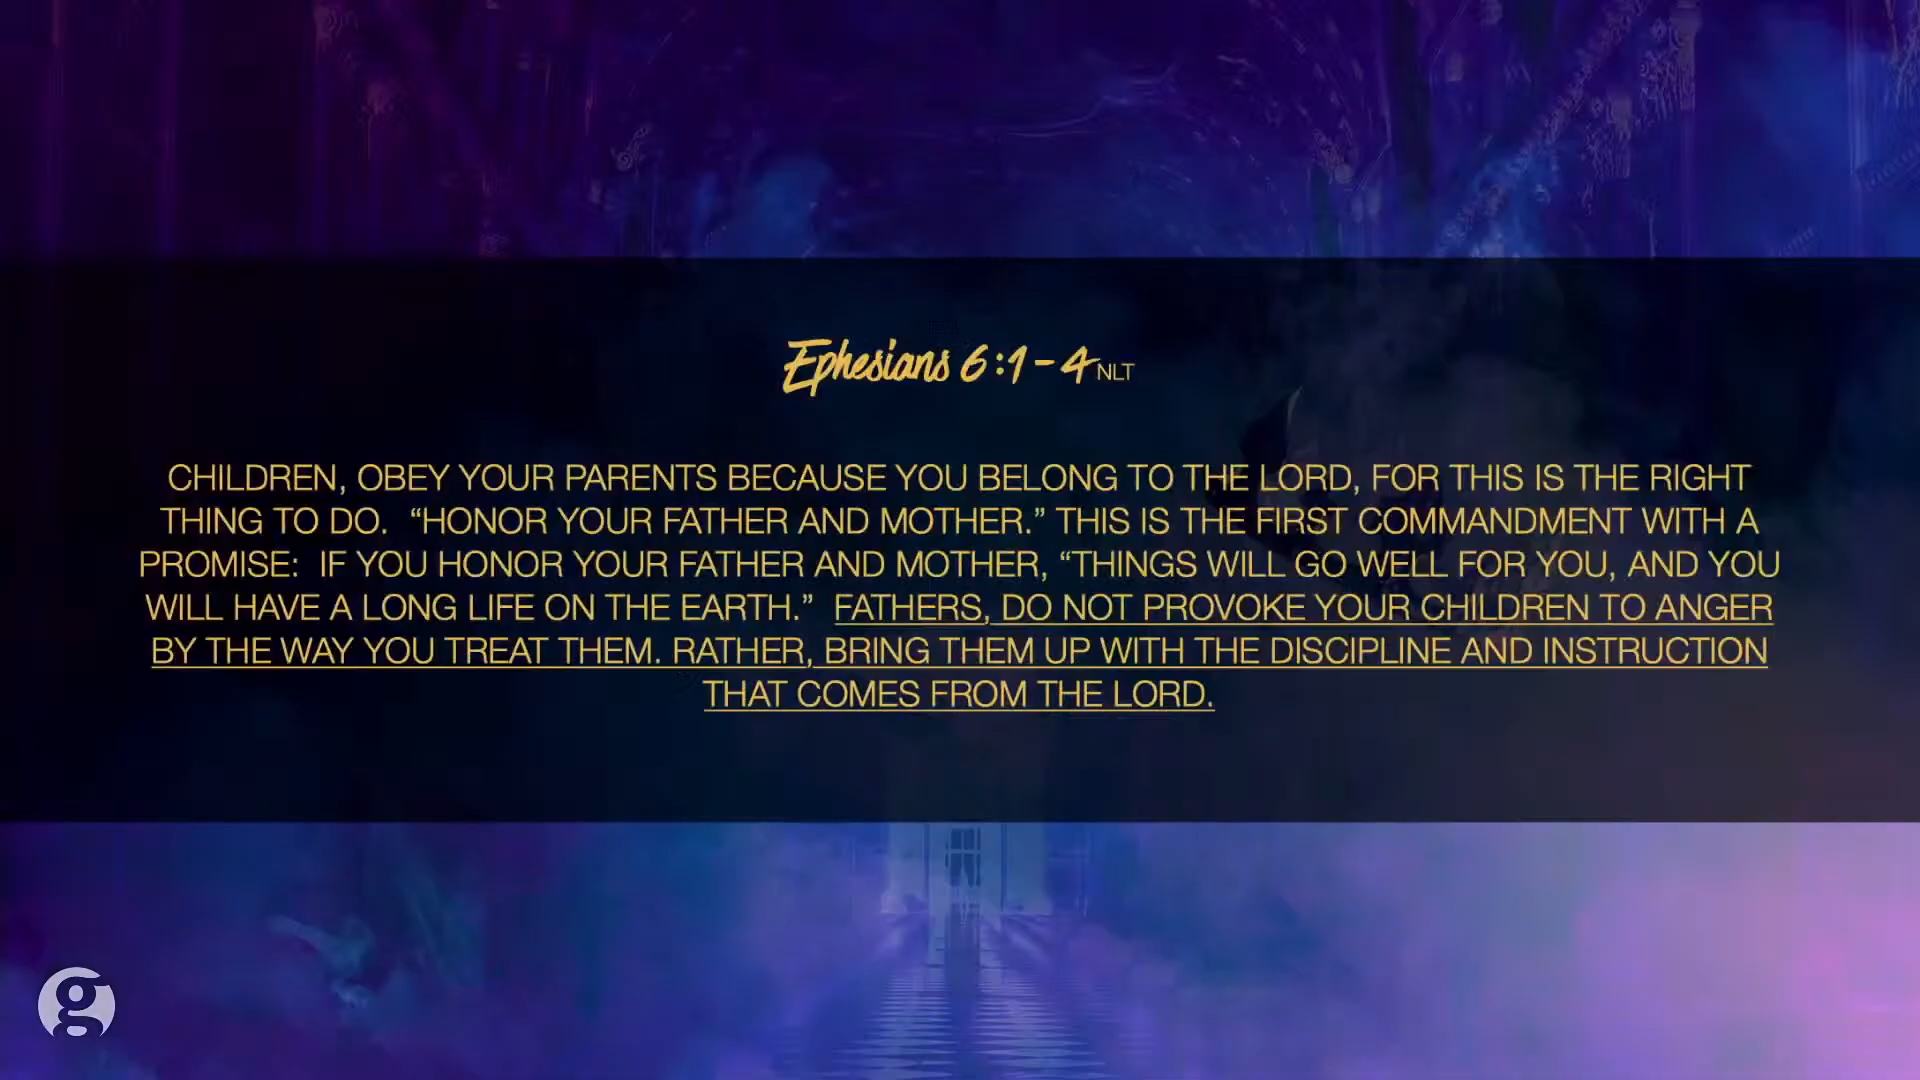 Ephesians 6:1-4 NLT
CHILDREN, OBEY YOUR PARENTS BECAUSE YOU BELONG TO THE LORD, FOR THIS IS THE RIGHT
THING TO DO.  “HONOR YOUR FATHER AND MOTHER.” THIS IS THE FIRST COMMANDMENT WITH A
PROMISE:  IF YOU HONOR YOUR FATHER AND MOTHER, “THINGS WILL GO WELL FOR YOU, AND YOU
WILL HAVE A LONG LIFE ON THE EARTH.”  FATHERS, DO NOT PROVOKE YOUR CHILDREN TO ANGER
BY THE WAY YOU TREAT THEM. RATHER, BRING THEM UP WITH THE DISCIPLINE AND INSTRUCTION
THAT COMES FROM THE LORD.
g